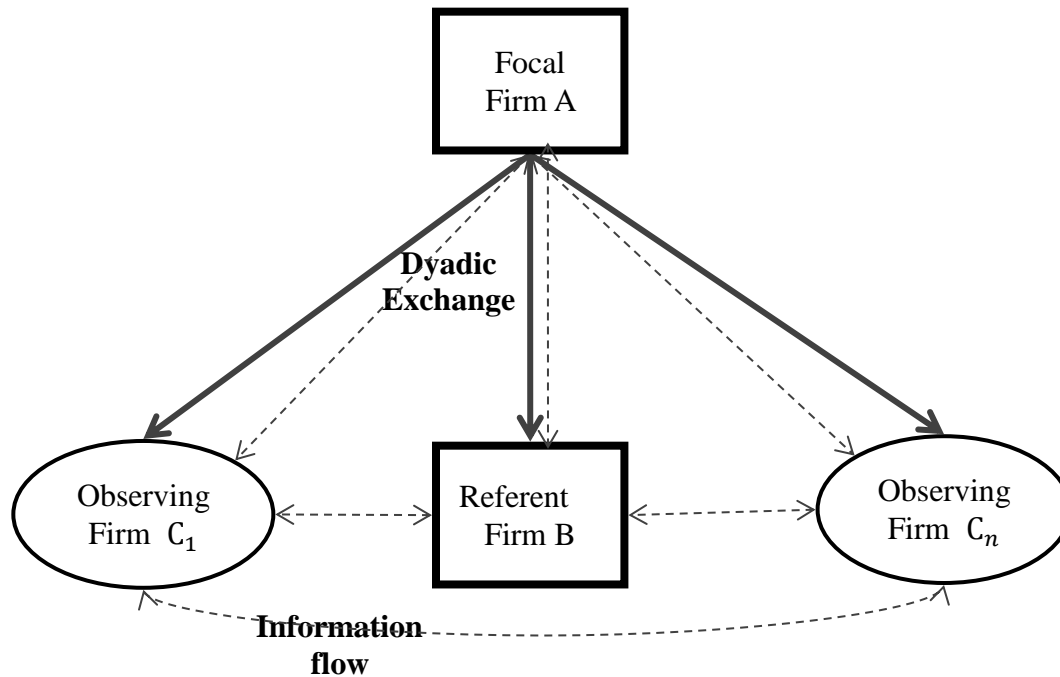 Focal
Firm A
Dyadic
Exchange
Observing
Firm C₁
Referent
Firm B
Observing
Firm Cₙ
Information
flow